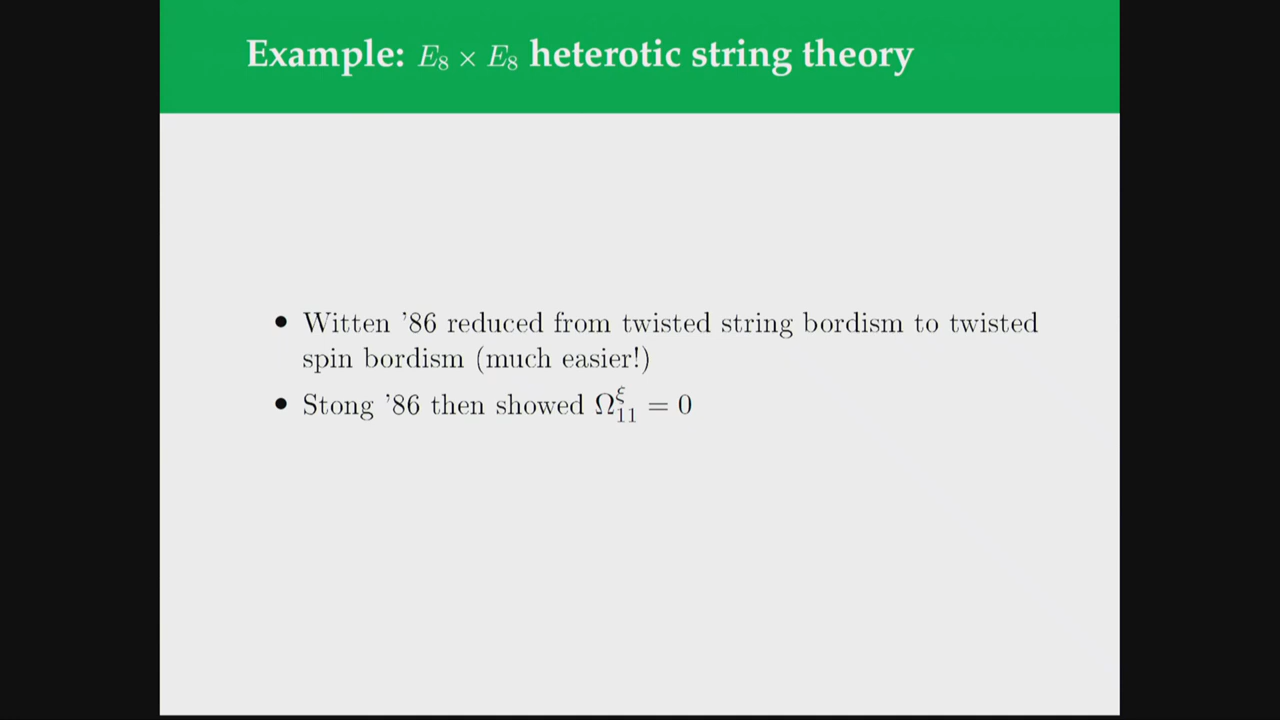 Example: E₈ × E₈ heterotic string theory
• Witten ’86 reduced from twisted string bordism to twisted
spin bordism (much easier!)
• Stong ’86 then showed Ω₁₁^ξ = 0